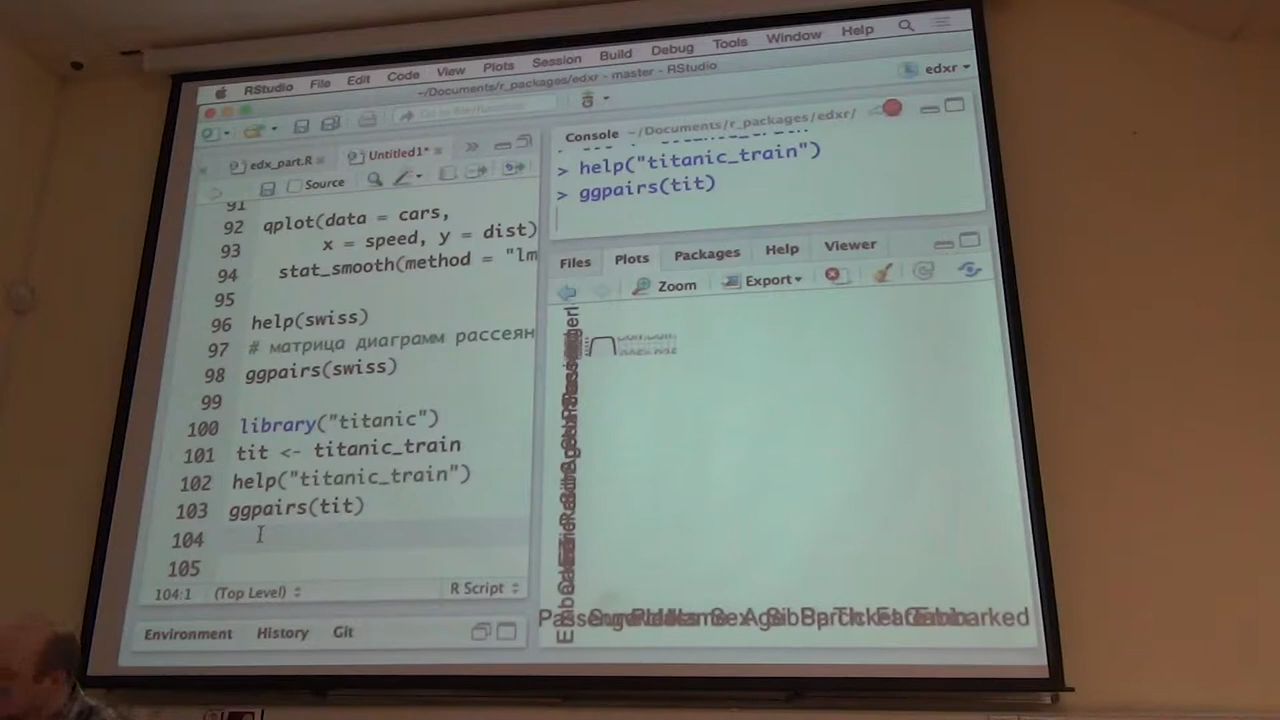 RStudio File Edit Code View Plots Session Build Debug Tools Window Help
~/Documents/r_packages/edxr - master - RStudio
edxr
edx_part.R
Untitled1*
Source
91
92 qplot(data = cars,
93 x = speed, y = dist)
94 stat_smooth(method = "lm
95
96 help(swiss)
97 # матрица диаграмм рассеян
98 ggpairs(swiss)
99
100 library("titanic")
101 tit <- titanic_train
102 help("titanic_train")
103 ggpairs(tit)
104
105
104:1 (Top Level) R Script
Environment History Git
Console ~/Documents/r_packages/edxr/
> help("titanic_train")
> ggpairs(tit)
Files Plots Packages Help Viewer
Zoom Export